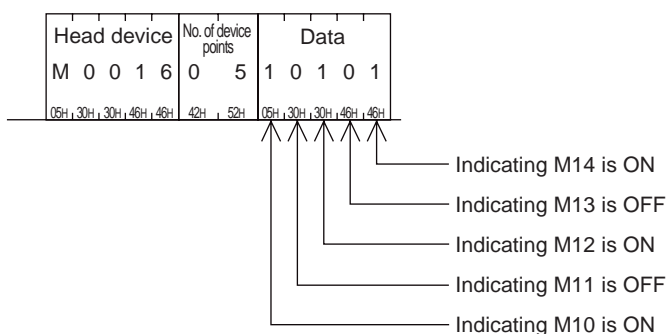 Head device No. of device points Data
M 0 0 1 6 0 5 1 0 1 0 1
05H 30H 30H 46H 46H 42H 52H 05H 30H 30H 46H 46H
Indicating M14 is ON
Indicating M13 is OFF
Indicating M12 is ON
Indicating M11 is OFF
Indicating M10 is ON